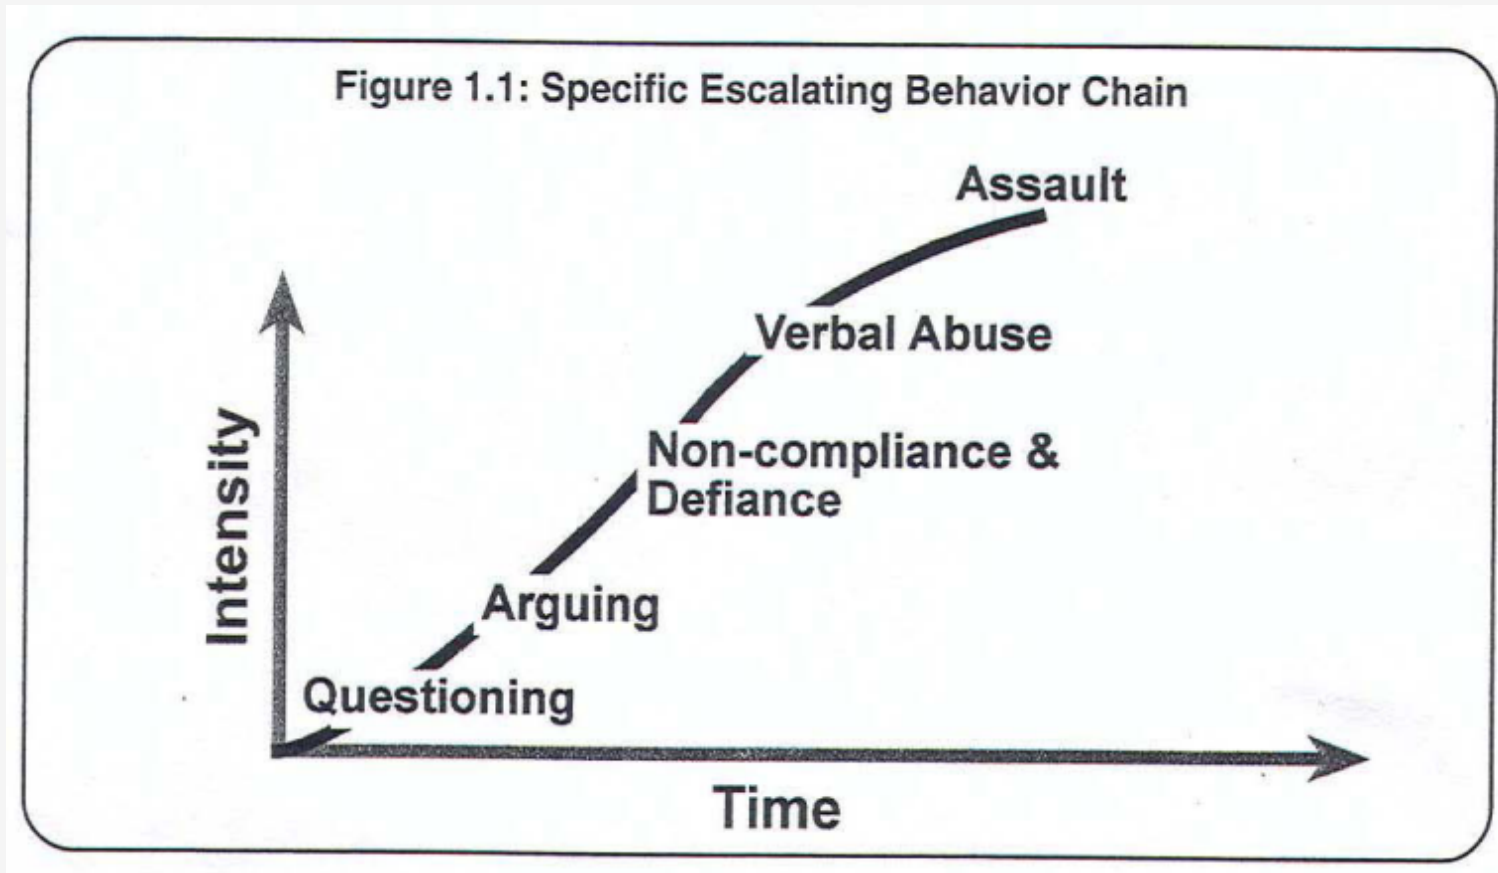 Figure 1.1: Specific Escalating Behavior Chain
Assault
Verbal Abuse
Non-compliance &
Defiance
Arguing
Questioning
Intensity
Time